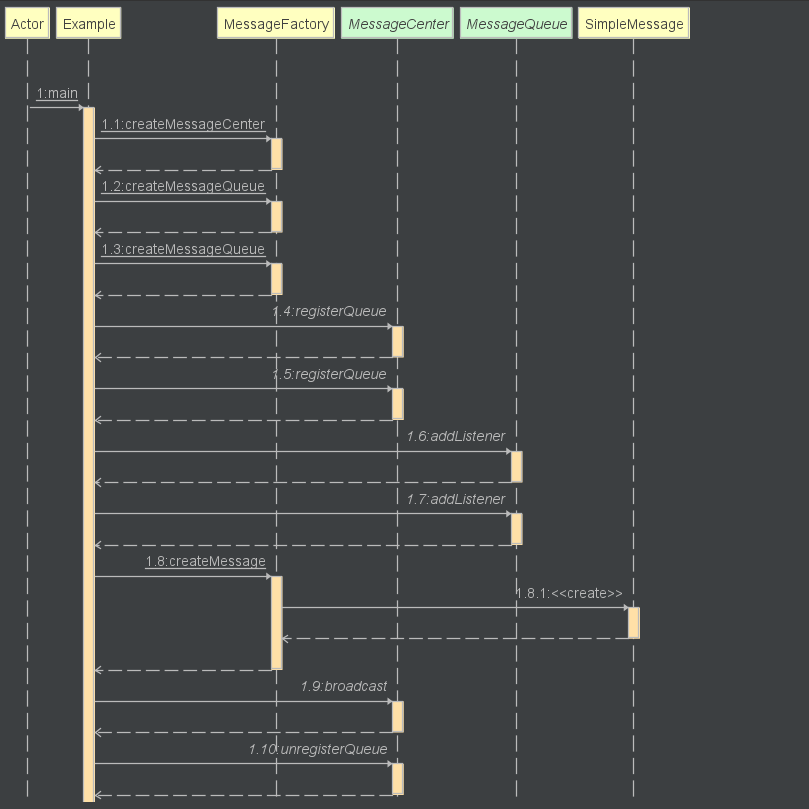 Actor Example MessageFactory MessageCenter MessageQueue SimpleMessage
1:main
1.1:createMessageCenter
1.2:createMessageQueue
1.3:createMessageQueue
1.4:registerQueue
1.5:registerQueue
1.6:addListener
1.7:addListener
1.8:createMessage
1.8.1:<<create>>
1.9:broadcast
1.10:unregisterQueue